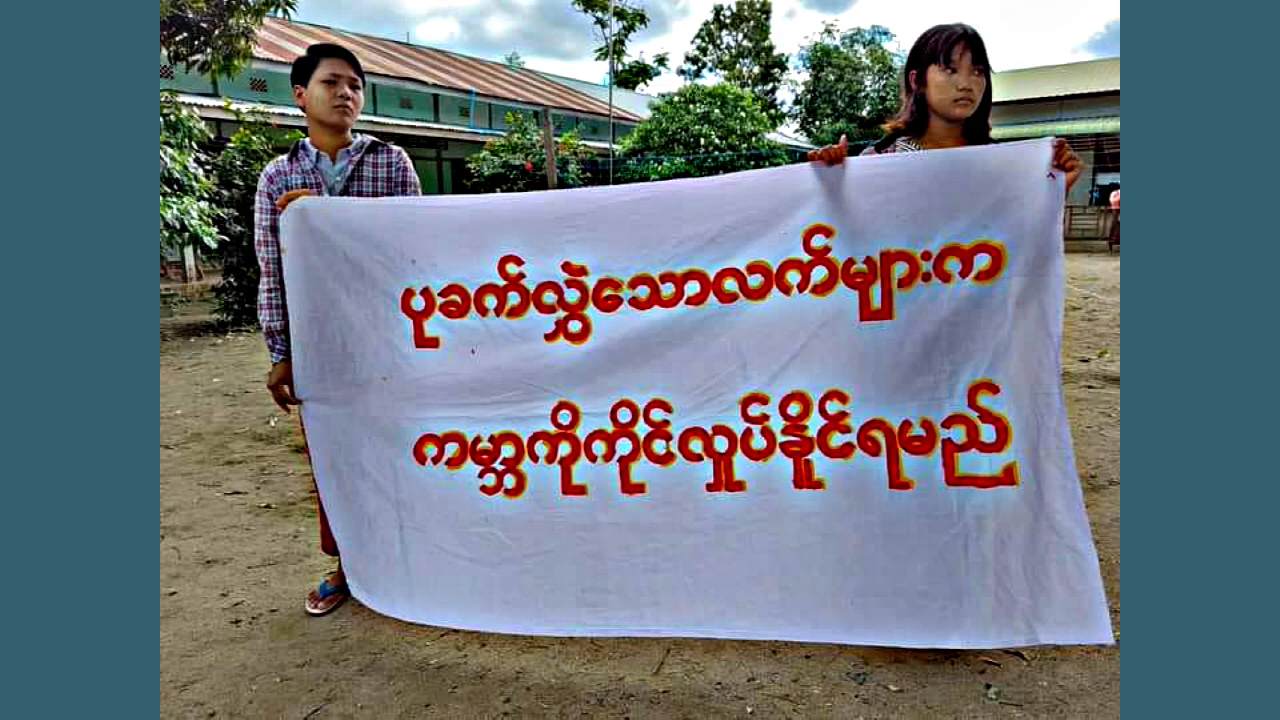 ပုခက်လွှဲသောလက်များက
ကမ္ဘာကိုကိုင်လှုပ်နိူင်ရမည်